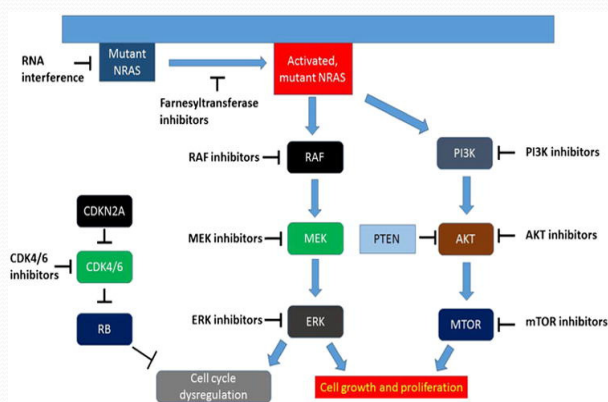 RNA
interference
Mutant
NRAS
Activated,
mutant NRAS
Farnesyltransferase
inhibitors
RAF inhibitors
RAF
PI3K
PI3K inhibitors
CDKN2A
MEK inhibitors
MEK
PTEN
AKT
AKT inhibitors
CDK4/6
inhibitors
CDK4/6
ERK inhibitors
ERK
MTOR
mTOR inhibitors
RB
Cell cycle
dysregulation
Cell growth and proliferation